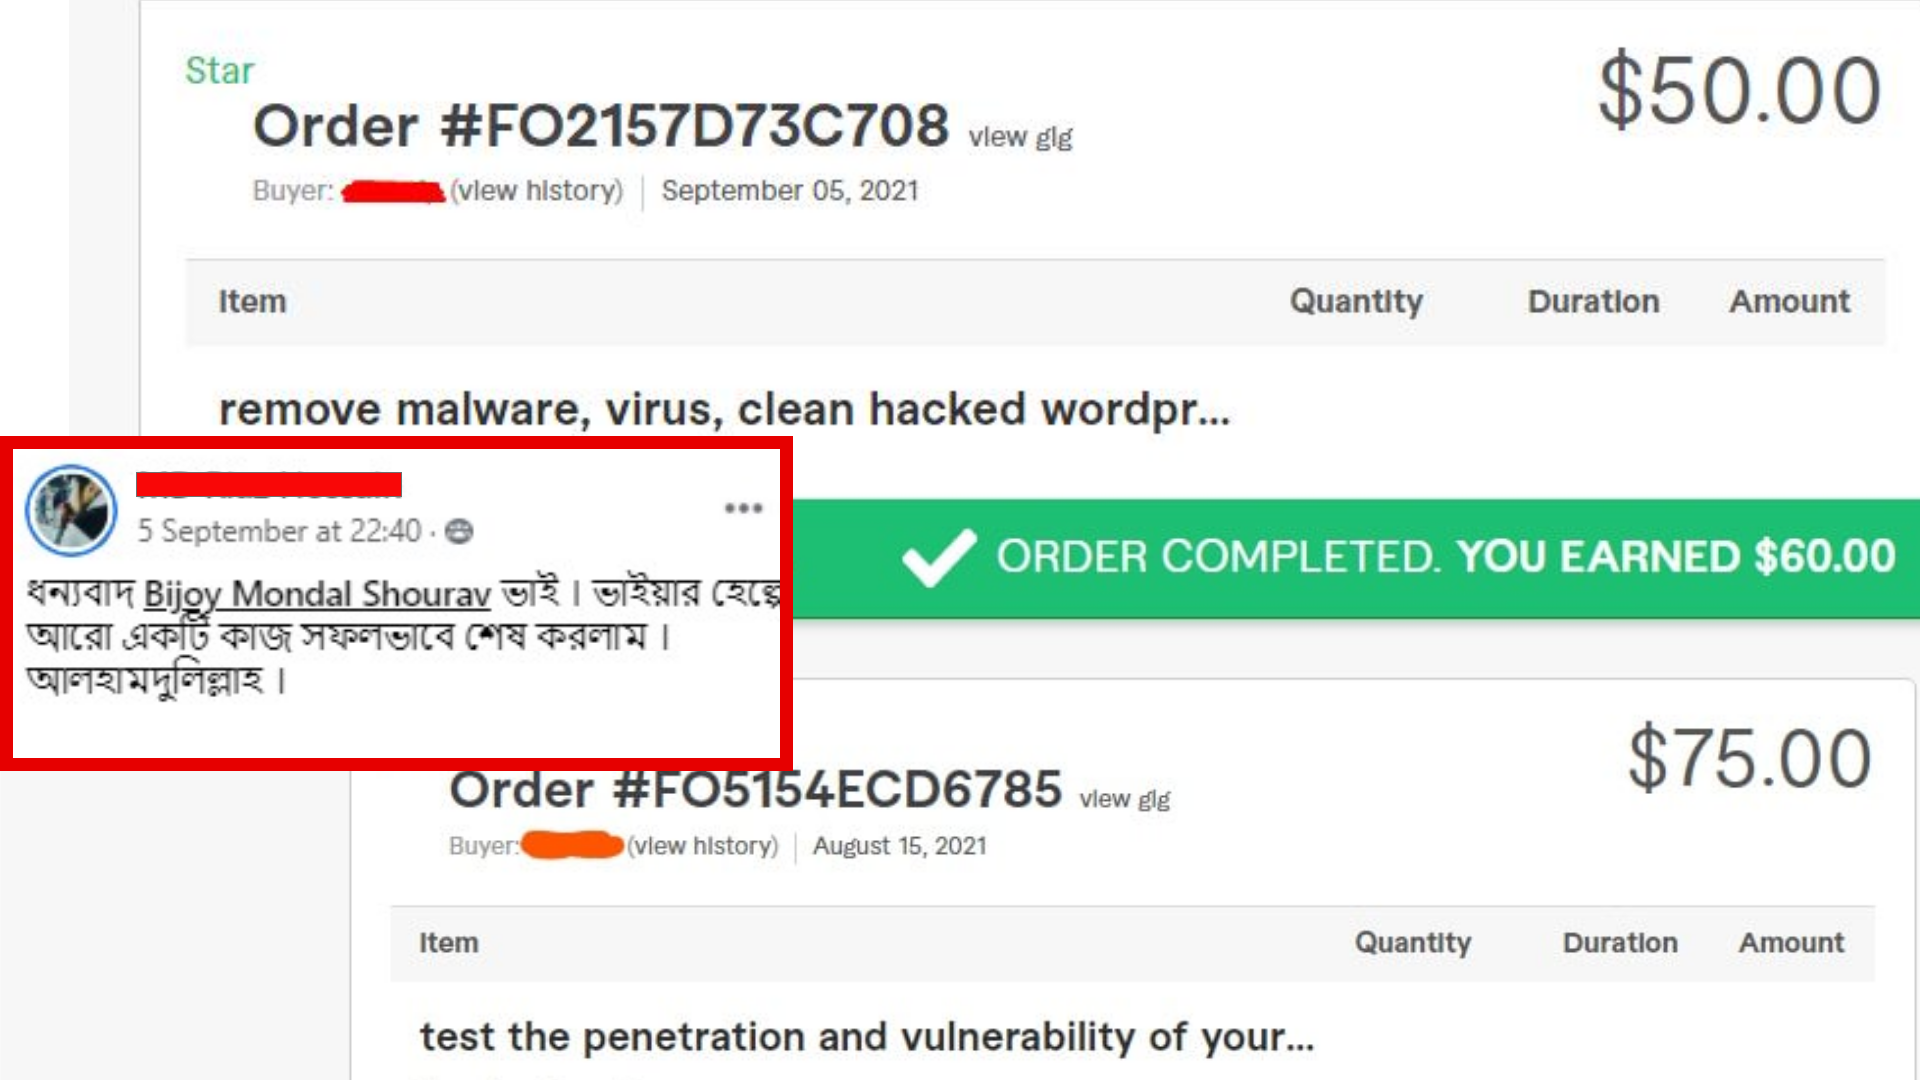 Star
$50.00
Order #FO2157D73C708 view gig
Buyer: (view history) | September 05, 2021
Item Quantity Duration Amount
remove malware, virus, clean hacked wordpr...
5 September at 22:40 ·
ধন্যবাদ Bijoy Mondal Shourav ভাই । ভাইয়ার হেল্পে
আরো একটি কাজ সফলভাবে শেষ করলাম ।
আলহামদুলিল্লাহ ।
ORDER COMPLETED. YOU EARNED $60.00
$75.00
Order #FO5154ECD6785 view gig
Buyer: (view history) | August 15, 2021
Item Quantity Duration Amount
test the penetration and vulnerability of your...